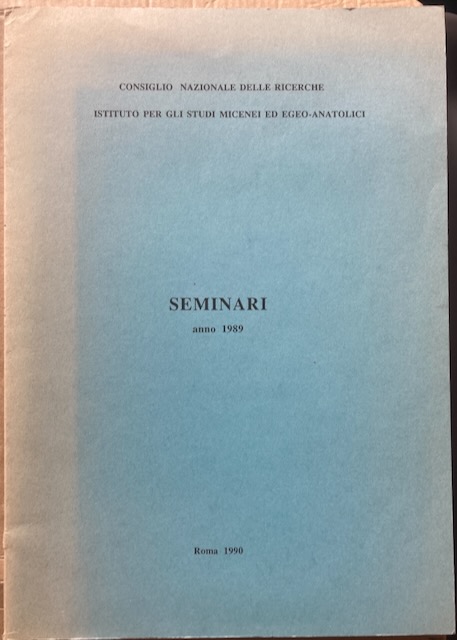 CONSIGLIO NAZIONALE DELLE RICERCHE
ISTITUTO PER GLI STUDI MICENEI ED EGEO-ANATOLICI
SEMINARI
anno 1989
Roma 1990